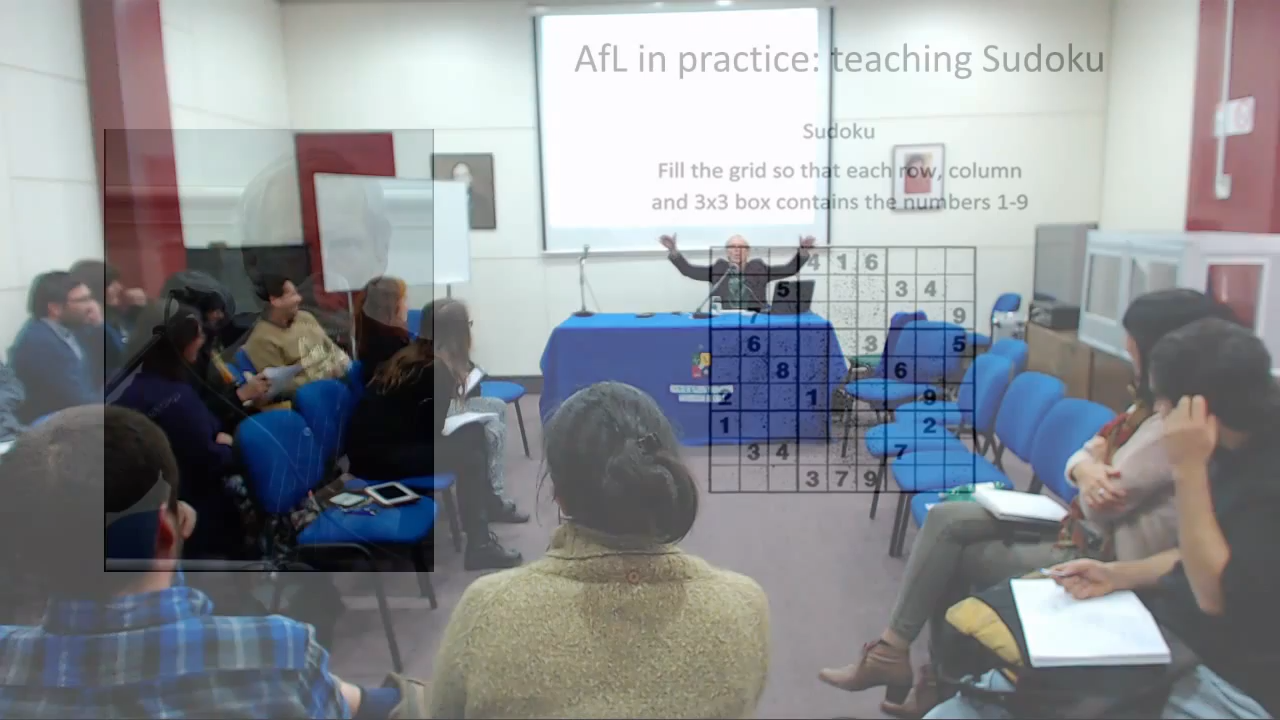 AfL in practice: teaching Sudoku
Sudoku
Fill the grid so that each row, column
and 3x3 box contains the numbers 1-9
4 1 6
5 3 4
7 9
6 3 5
8 6
2 1 9
1 2
3 4 7
3 7 9